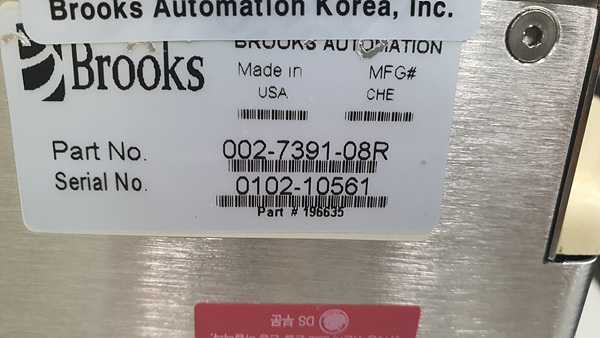 Brooks Automation Korea, Inc.
BROOKS AUTOMATION
Brooks
Made in MFG#
USA CHE
Part No. 002-7391-08R
Serial No. 0102-10561
Part # 196635
DS